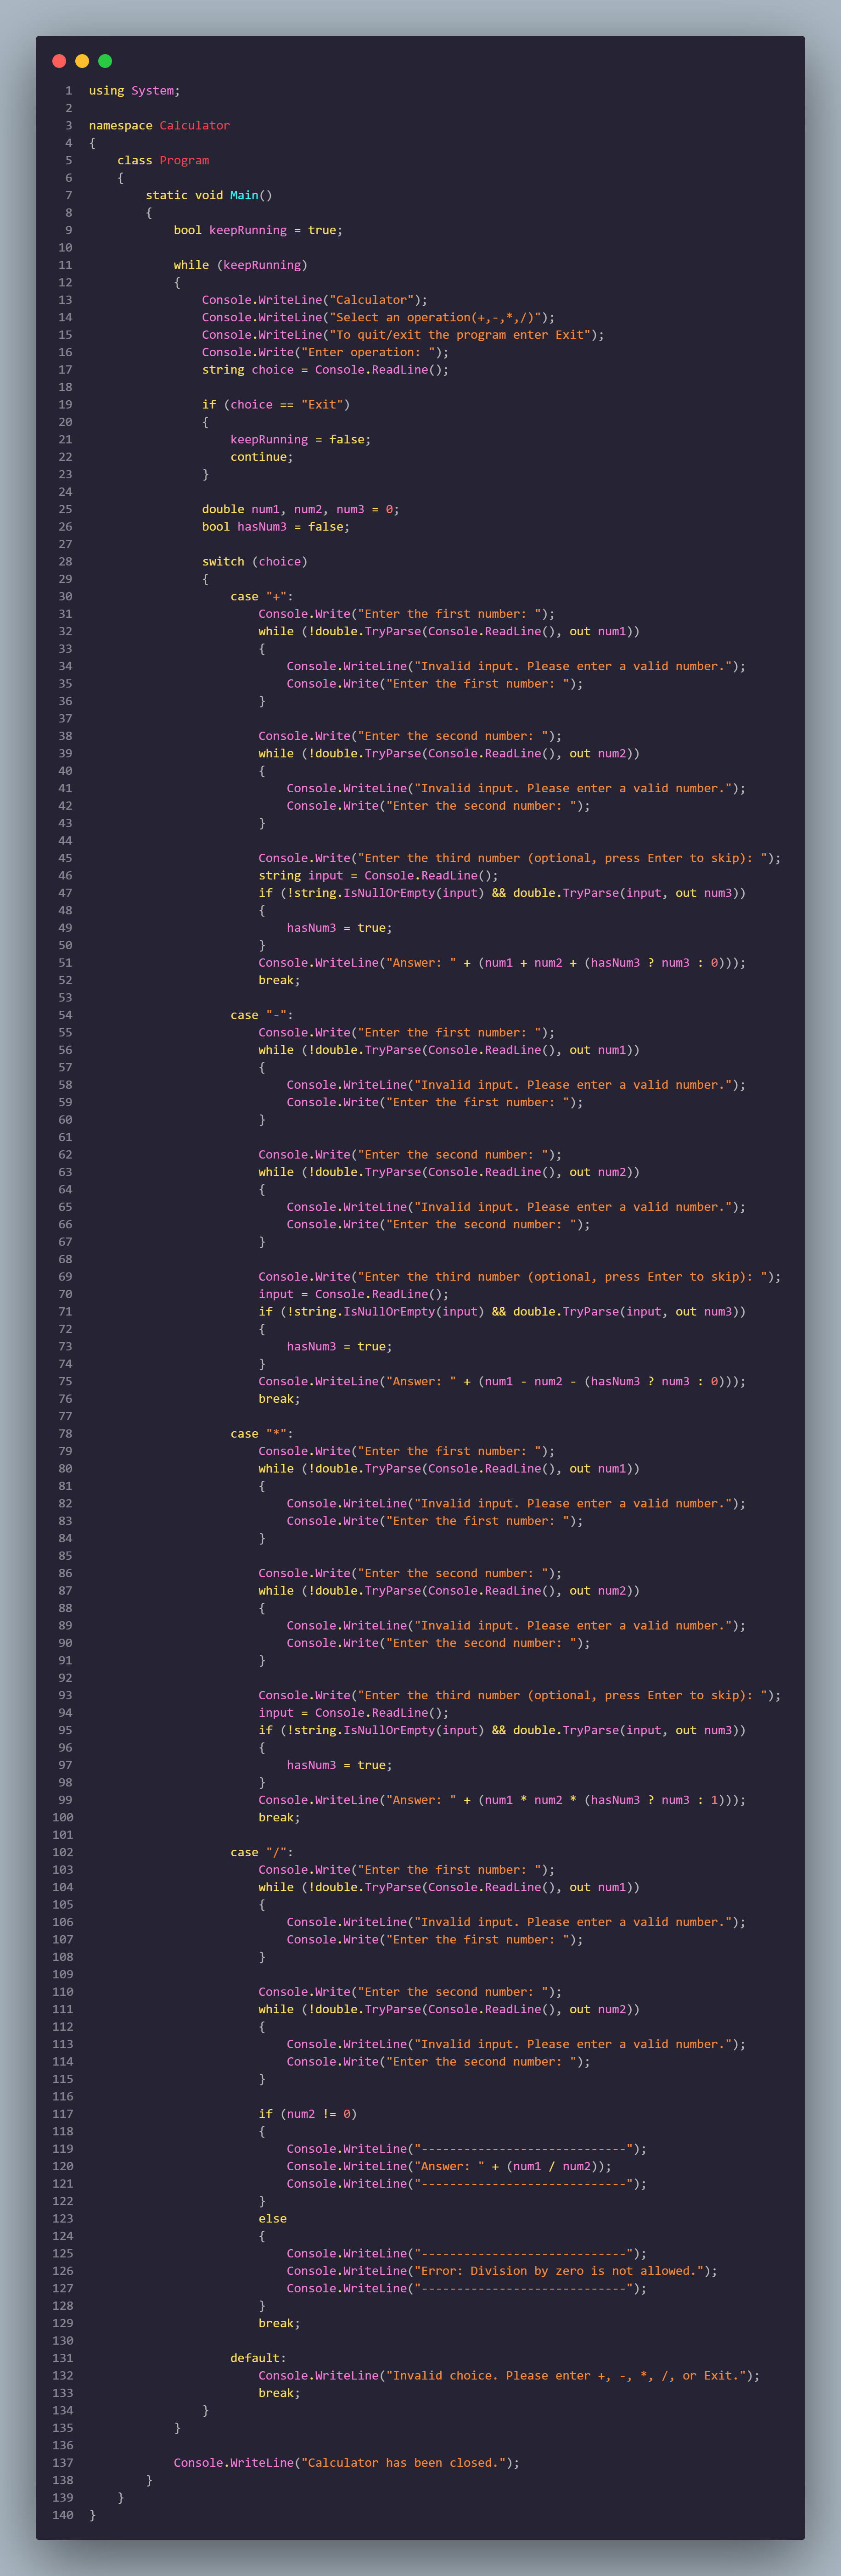 1 using System;
2
3 namespace Calculator
4 {
5     class Program
6     {
7         static void Main()
8         {
9             bool keepRunning = true;
10
11             while (keepRunning)
12             {
13                 Console.WriteLine("Calculator");
14                 Console.WriteLine("Select an operation(+,-,*,/)");
15                 Console.WriteLine("To quit/exit the program enter Exit");
16                 Console.Write("Enter operation: ");
17                 string choice = Console.ReadLine();
18
19                 if (choice == "Exit")
20                 {
21                     keepRunning = false;
22                     continue;
23                 }
24
25                 double num1, num2, num3 = 0;
26                 bool hasNum3 = false;
27
28                 switch (choice)
29                 {
30                     case "+":
31                         Console.Write("Enter the first number: ");
32                         while (!double.TryParse(Console.ReadLine(), out num1))
33                         {
34                             Console.WriteLine("Invalid input. Please enter a valid number.");
35                             Console.Write("Enter the first number: ");
36                         }
37
38                         Console.Write("Enter the second number: ");
39                         while (!double.TryParse(Console.ReadLine(), out num2))
40                         {
41                             Console.WriteLine("Invalid input. Please enter a valid number.");
42                             Console.Write("Enter the second number: ");
43                         }
44
45                         Console.Write("Enter the third number (optional, press Enter to skip): ");
46                         string input = Console.ReadLine();
47                         if (!string.IsNullOrEmpty(input) && double.TryParse(input, out num3))
48                         {
49                             hasNum3 = true;
50                         }
51                         Console.WriteLine("Answer: " + (num1 + num2 + (hasNum3 ? num3 : 0)));
52                         break;
53
54                     case "-":
55                         Console.Write("Enter the first number: ");
56                         while (!double.TryParse(Console.ReadLine(), out num1))
57                         {
58                             Console.WriteLine("Invalid input. Please enter a valid number.");
59                             Console.Write("Enter the first number: ");
60                         }
61
62                         Console.Write("Enter the second number: ");
63                         while (!double.TryParse(Console.ReadLine(), out num2))
64                         {
65                             Console.WriteLine("Invalid input. Please enter a valid number.");
66                             Console.Write("Enter the second number: ");
67                         }
68
69                         Console.Write("Enter the third number (optional, press Enter to skip): ");
70                         input = Console.ReadLine();
71                         if (!string.IsNullOrEmpty(input) && double.TryParse(input, out num3))
72                         {
73                             hasNum3 = true;
74                         }
75                         Console.WriteLine("Answer: " + (num1 - num2 - (hasNum3 ? num3 : 0)));
76                         break;
77
78                     case "*":
79                         Console.Write("Enter the first number: ");
80                         while (!double.TryParse(Console.ReadLine(), out num1))
81                         {
82                             Console.WriteLine("Invalid input. Please enter a valid number.");
83                             Console.Write("Enter the first number: ");
84                         }
85
86                         Console.Write("Enter the second number: ");
87                         while (!double.TryParse(Console.ReadLine(), out num2))
88                         {
89                             Console.WriteLine("Invalid input. Please enter a valid number.");
90                             Console.Write("Enter the second number: ");
91                         }
92
93                         Console.Write("Enter the third number (optional, press Enter to skip): ");
94                         input = Console.ReadLine();
95                         if (!string.IsNullOrEmpty(input) && double.TryParse(input, out num3))
96                         {
97                             hasNum3 = true;
98                         }
99                         Console.WriteLine("Answer: " + (num1 * num2 * (hasNum3 ? num3 : 1)));
100                         break;
101
102                     case "/":
103                         Console.Write("Enter the first number: ");
104                         while (!double.TryParse(Console.ReadLine(), out num1))
105                         {
106                             Console.WriteLine("Invalid input. Please enter a valid number.");
107                             Console.Write("Enter the first number: ");
108                         }
109
110                         Console.Write("Enter the second number: ");
111                         while (!double.TryParse(Console.ReadLine(), out num2))
112                         {
113                             Console.WriteLine("Invalid input. Please enter a valid number.");
114                             Console.Write("Enter the second number: ");
115                         }
116
117                         if (num2 != 0)
118                         {
119                             Console.WriteLine("-----------------------------");
120                             Console.WriteLine("Answer: " + (num1 / num2));
121                             Console.WriteLine("-----------------------------");
122                         }
123                         else
124                         {
125                             Console.WriteLine("-----------------------------");
126                             Console.WriteLine("Error: Division by zero is not allowed.");
127                             Console.WriteLine("-----------------------------");
128                         }
129                         break;
130
131                     default:
132                         Console.WriteLine("Invalid choice. Please enter +, -, *, /, or Exit.");
133                         break;
134                 }
135             }
136
137             Console.WriteLine("Calculator has been closed.");
138         }
139     }
140 }